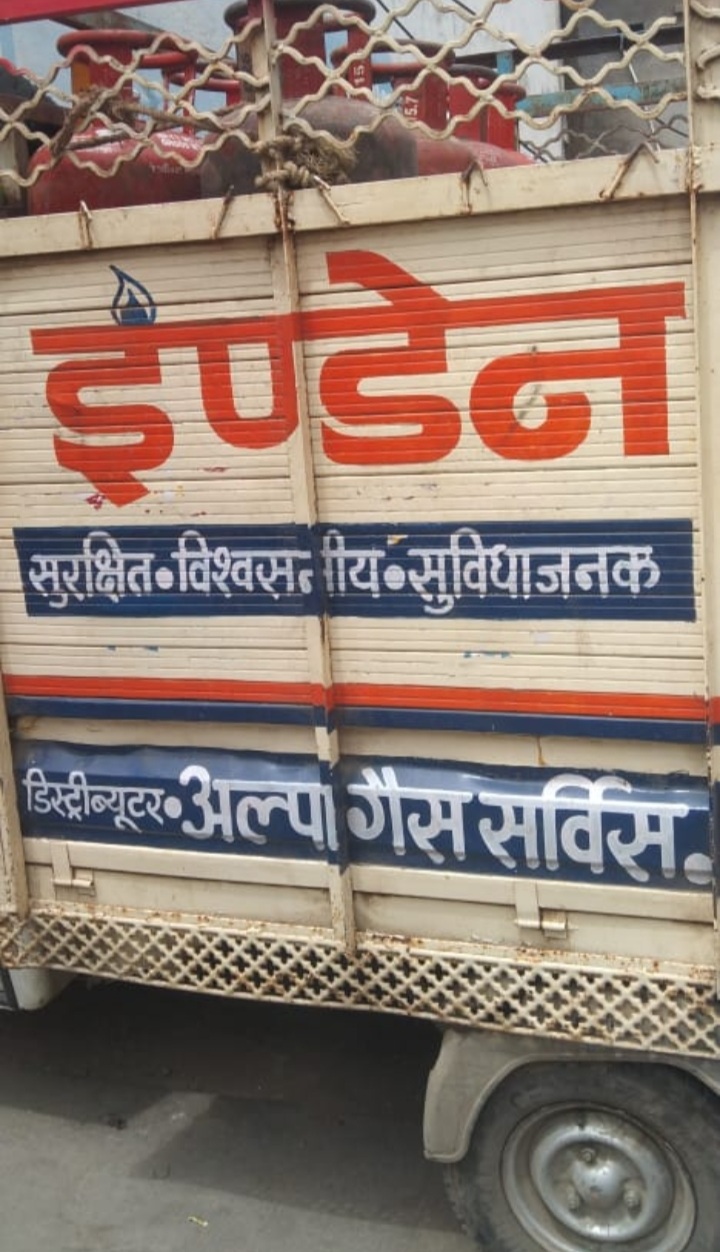 इण्डेन
सुरक्षित•विश्वसनीय•सुविधाजनक
डिस्ट्रीब्यूटर•अल्पा गैस सर्विस.